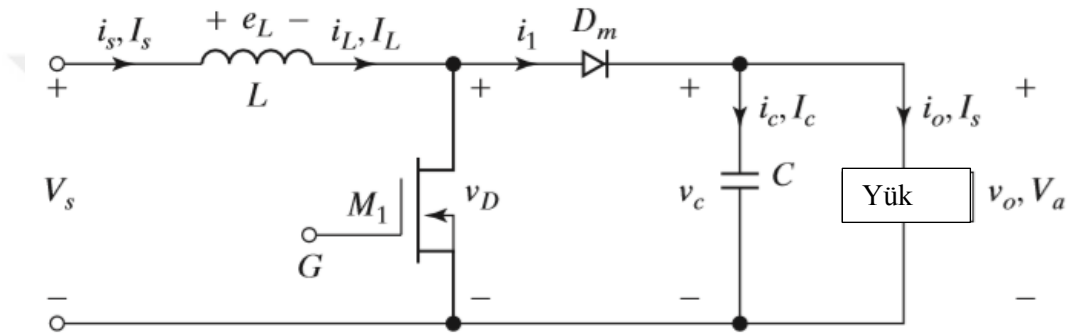 i_s, I_s
+ e_L −
i_L, I_L
i_1
D_m
L
+
+
+
+
i_c, I_c
i_o, I_s
V_s
M_1
v_D
v_c
C
Yük
v_o, V_a
G
−
−
−
−